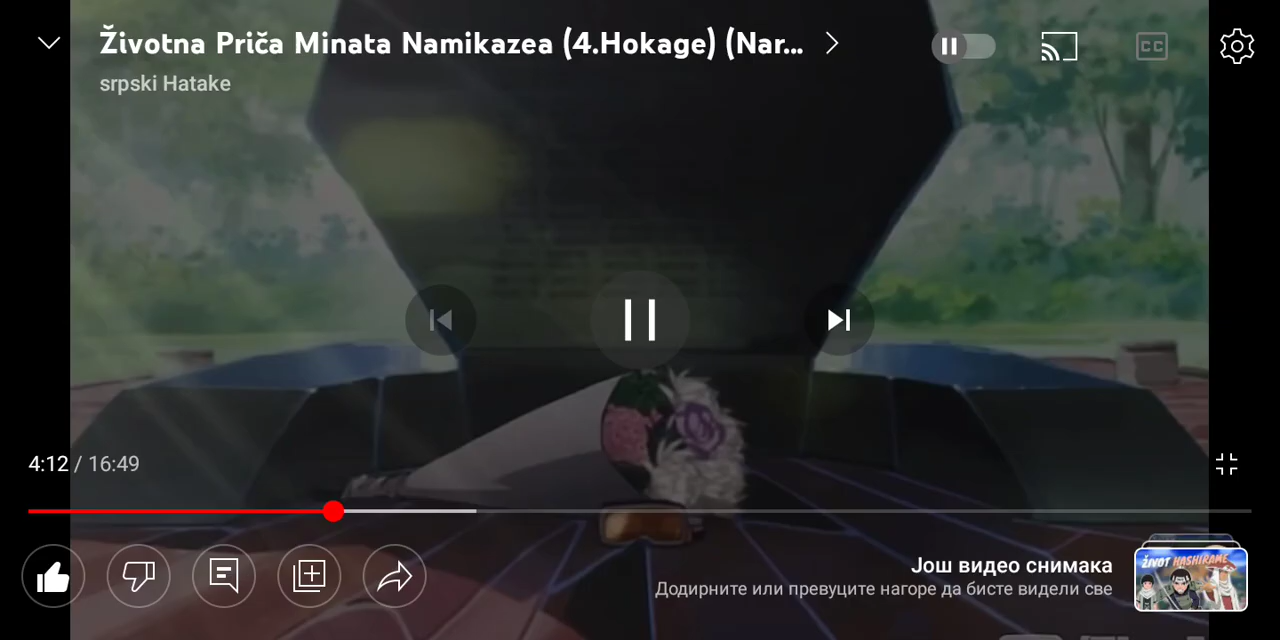 Životna Priča Minata Namikazea (4.Hokage) (Nar...
srpski Hatake
CC
4:12 / 16:49
Још видео снимака
Додирните или превуците нагоре да бисте видели све
ŽIVOT HASHIRAME